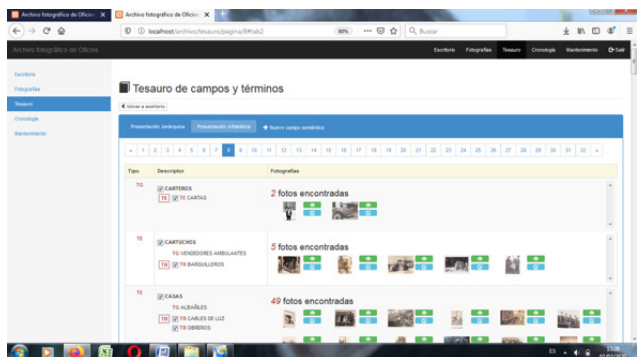 Archivo fotográfico de Oficios
Archivo fotográfico de Oficios
localhost/archivo/tesauro/pagina/8#tab2
80%
Buscar
Archivo fotográfico de Oficios
Escritorio Fotografías Tesauro Cronología Mantenimiento Salir
Escritorio
Fotografías
Tesauro
Cronología
Mantenimiento
Tesauro de campos y términos
Volver a escritorio
Presentación Jerárquica Presentación Alfabética + Nuevo campo semántico
« 1 2 3 4 5 6 7 8 9 10 11 12 13 14 15 16 17 18 19 20 21 22 23 24 25 26 27 28 29 30 31 32 »
Tipo Descriptor Fotografías
TG CARTEROS
TE TE CARTAS
2 fotos encontradas
TE CARTUCHOS
TG VENDEDORES AMBULANTES
TR TR BARQUILLEROS
5 fotos encontradas
TE CASAS
TG ALBAÑILES
TR TR CABLES DE LUZ
TR OBREROS
49 fotos encontradas
ES
13:28